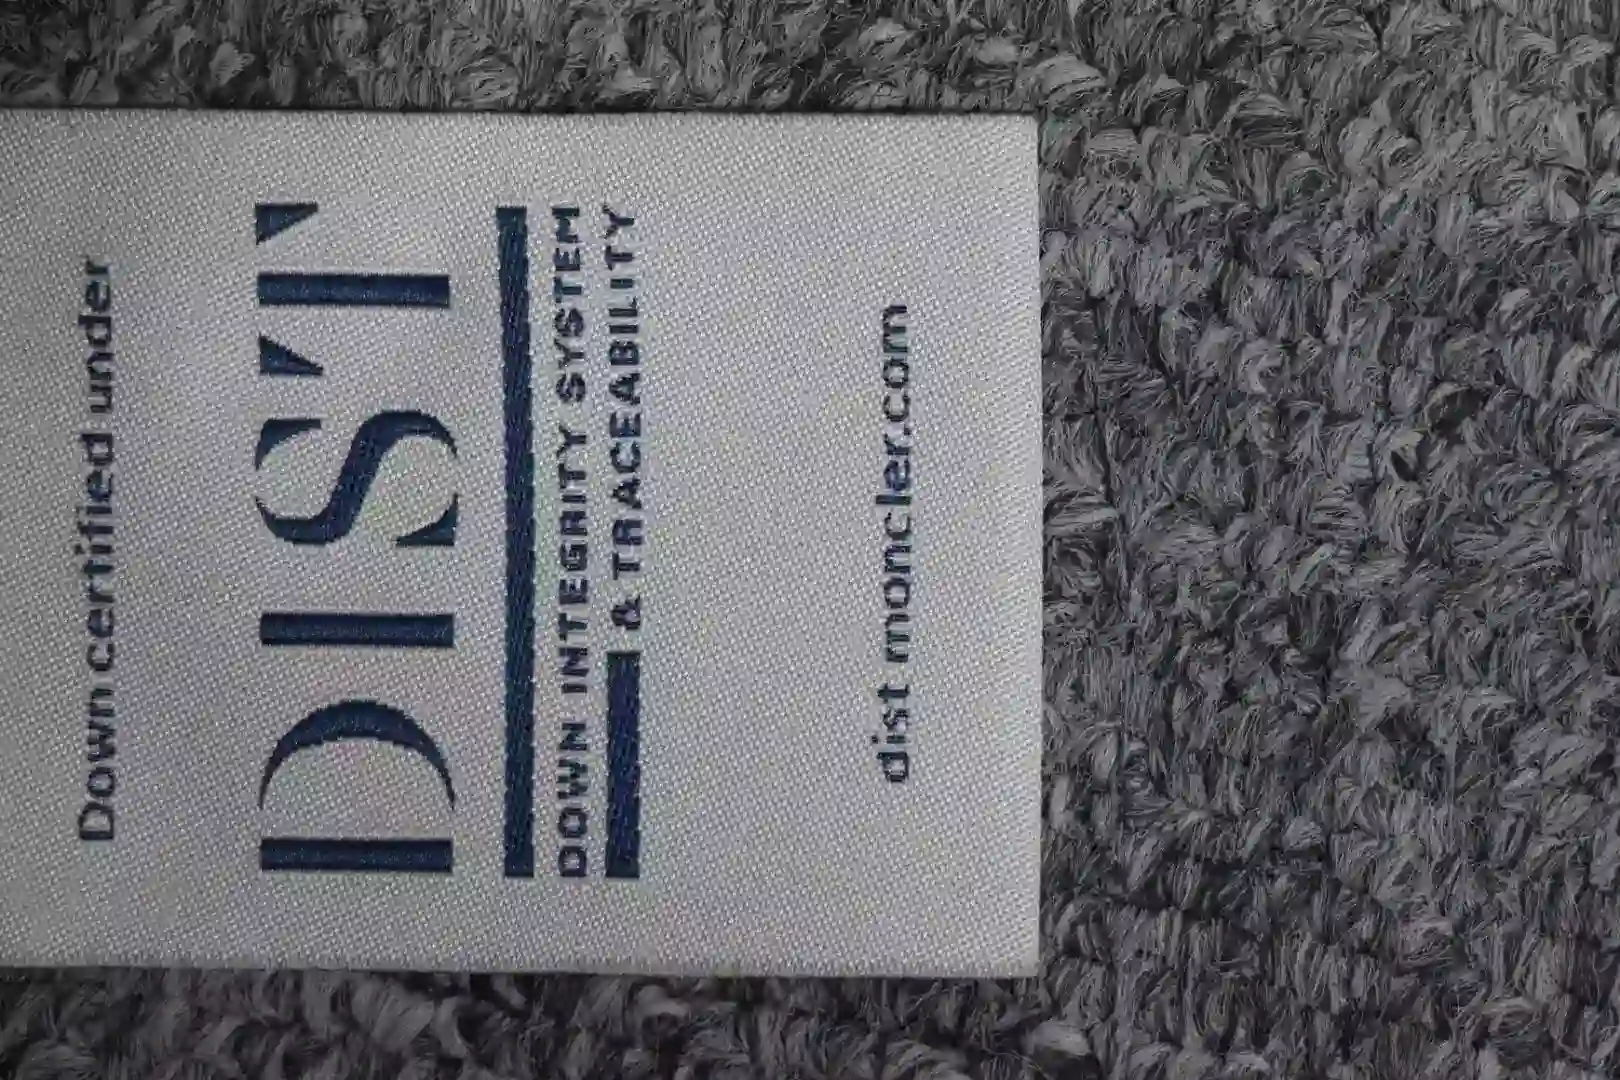 Down certified under
DIST
DOWN INTEGRITY SYSTEM
& TRACEABILITY
dist moncler.com